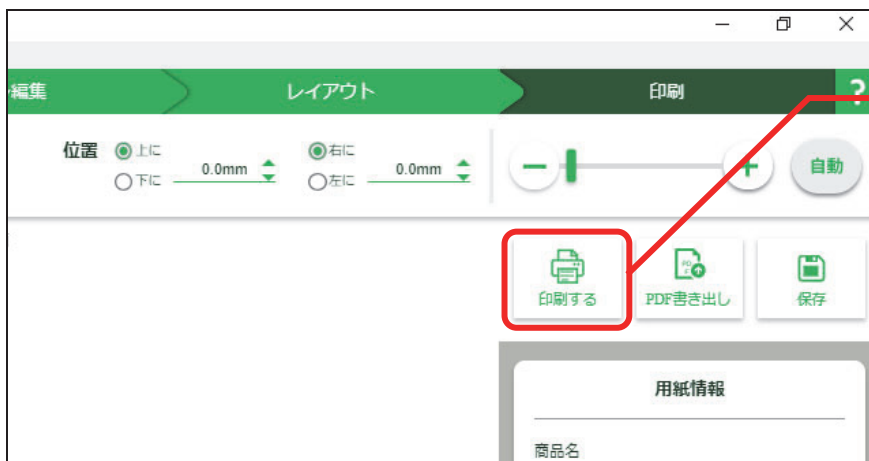 編集 レイアウト 印刷 ?
位置 上に 0.0mm 右に 0.0mm 自動
下に 左に
印刷する PDF書き出し 保存
用紙情報
商品名